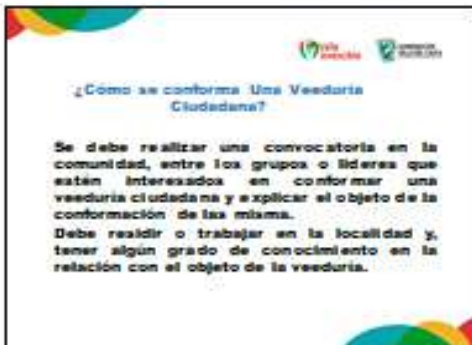 ¿Cómo se conforma Una Veeduría
Ciudadana?
Se debe realizar una convocatoria en la
comunidad, entre los grupos o líderes que
estén interesados en conformar una
veeduría ciudadana y explicar el objeto de la
conformación de las misma.
Debe residir o trabajar en la localidad y,
tener algún grado de conocimiento en la
relación con el objeto de la veeduría.